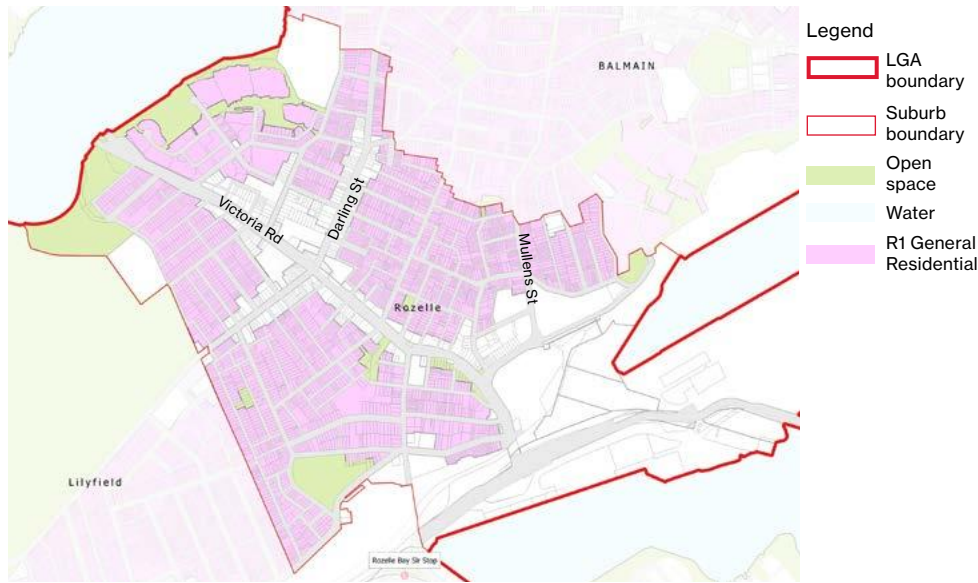 BALMAIN
Victoria Rd
Darling St
Mullens St
Rozelle
Lilyfield
Rozelle Bay Slr Stop
Legend
LGA
boundary
Suburb
boundary
Open
space
Water
R1 General
Residential